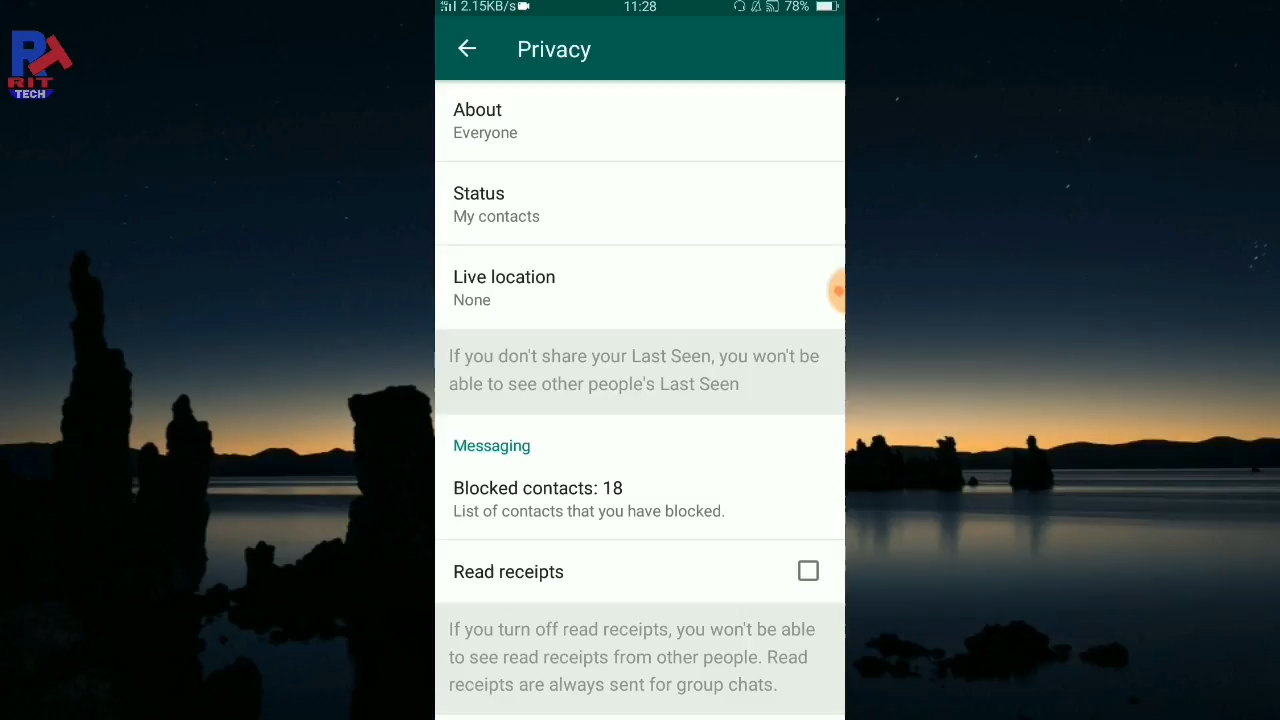 2.15KB/s 11:28 78%
RIT
TECH
Privacy
About
Everyone
Status
My contacts
Live location
None
If you don't share your Last Seen, you won't be
able to see other people's Last Seen
Messaging
Blocked contacts: 18
List of contacts that you have blocked.
Read receipts
If you turn off read receipts, you won't be able
to see read receipts from other people. Read
receipts are always sent for group chats.